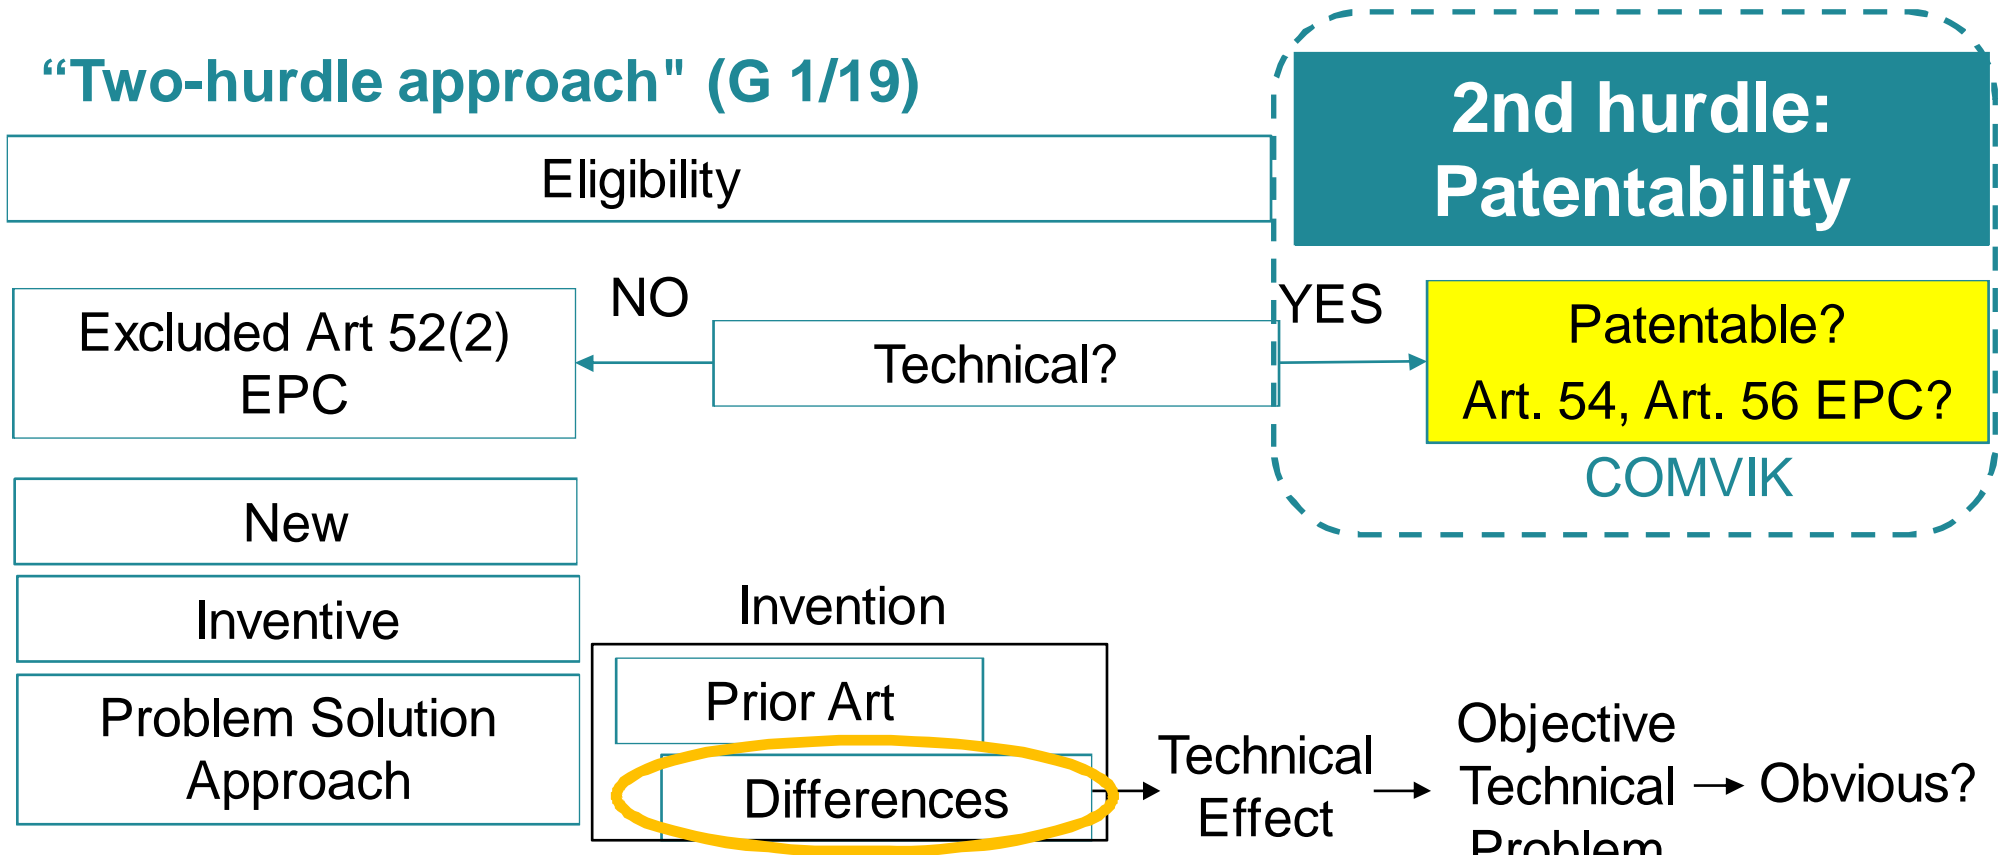 “Two-hurdle approach" (G 1/19)
2nd hurdle:
Patentability
Eligibility
Excluded Art 52(2)
EPC
NO
Technical?
YES
Patentable?
Art. 54, Art. 56 EPC?
COMVIK
New
Inventive
Problem Solution
Approach
Invention
Prior Art
Differences
Technical
Effect
Objective
Technical
Problem
Obvious?